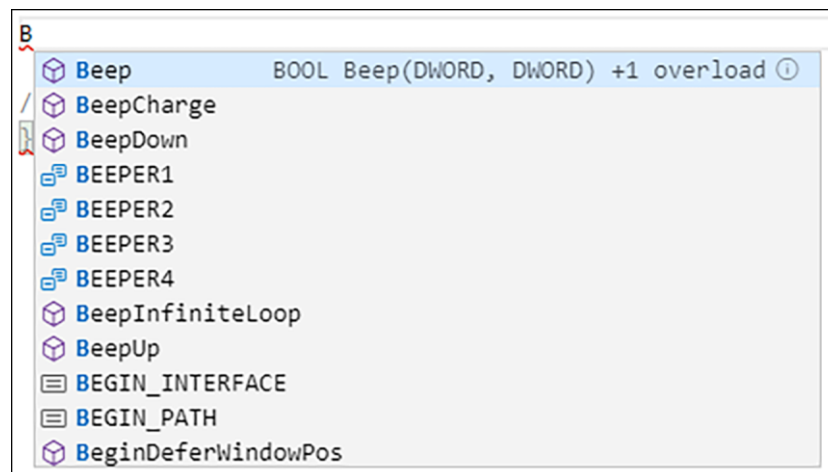 B
Beep BOOL Beep(DWORD, DWORD) +1 overload
/ BeepCharge
} BeepDown
BEEPER1
BEEPER2
BEEPER3
BEEPER4
BeepInfiniteLoop
BeepUp
BEGIN_INTERFACE
BEGIN_PATH
BeginDeferWindowPos